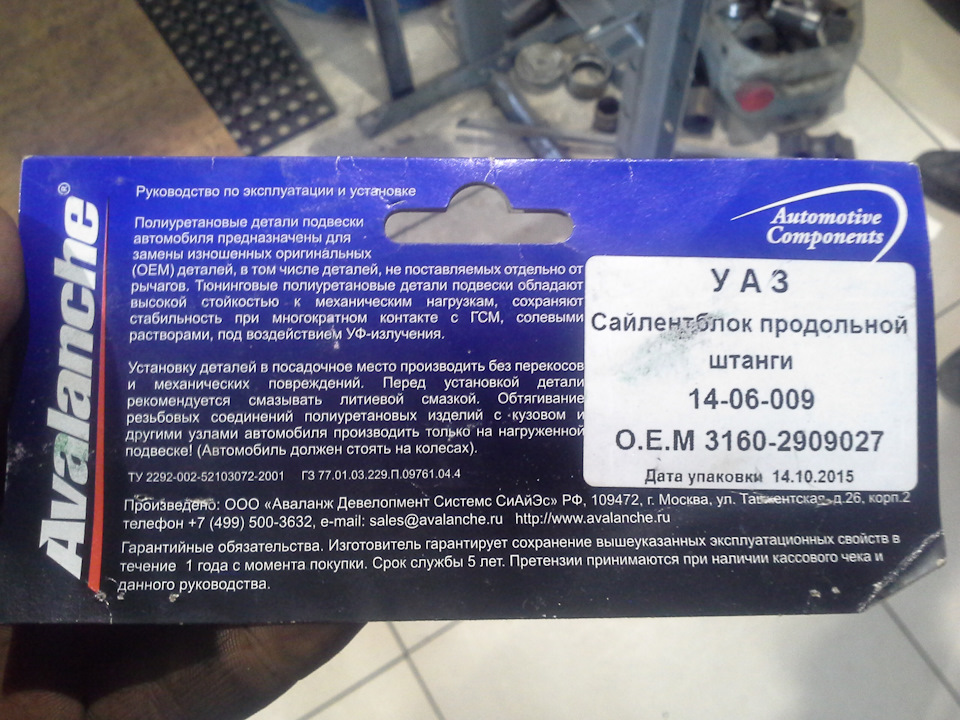 Avalanche®
Руководство по эксплуатации и установке
Полиуретановые детали подвески
автомобиля предназначены для
замены изношенных оригинальных
(ОЕМ) деталей, в том числе деталей, не поставляемых отдельно от
рычагов. Тюнинговые полиуретановые детали подвески обладают
высокой стойкостью к механическим нагрузкам, сохраняют
стабильность при многократном контакте с ГСМ, солевыми
растворами, под воздействием УФ-излучения.
Установку деталей в посадочное место производить без перекосов
и механических повреждений. Перед установкой детали
рекомендуется смазывать литиевой смазкой. Обтягивание
резьбовых соединений полиуретановых изделий с кузовом и
другими узлами автомобиля производить только на нагруженной
подвеске! (Автомобиль должен стоять на колесах).
ТУ 2292-002-52103072-2001 ГЗ 77.01.03.229.П.09761.04.4
Automotive
Components
УАЗ
Сайлентблок продольной
штанги
14-06-009
О.Е.М 3160-2909027
Дата упаковки 14.10.2015
Произведено: ООО «Аваланж Девелопмент Системс СиАйЭс» РФ, 109472, г. Москва, ул. Ташкентская, д.26, корп.2
телефон +7 (499) 500-3632, e-mail: sales@avalanche.ru http://www.avalanche.ru
Гарантийные обязательства. Изготовитель гарантирует сохранение вышеуказанных эксплуатационных свойств в
течение 1 года с момента покупки. Срок службы 5 лет. Претензии принимаются при наличии кассового чека и
данного руководства.